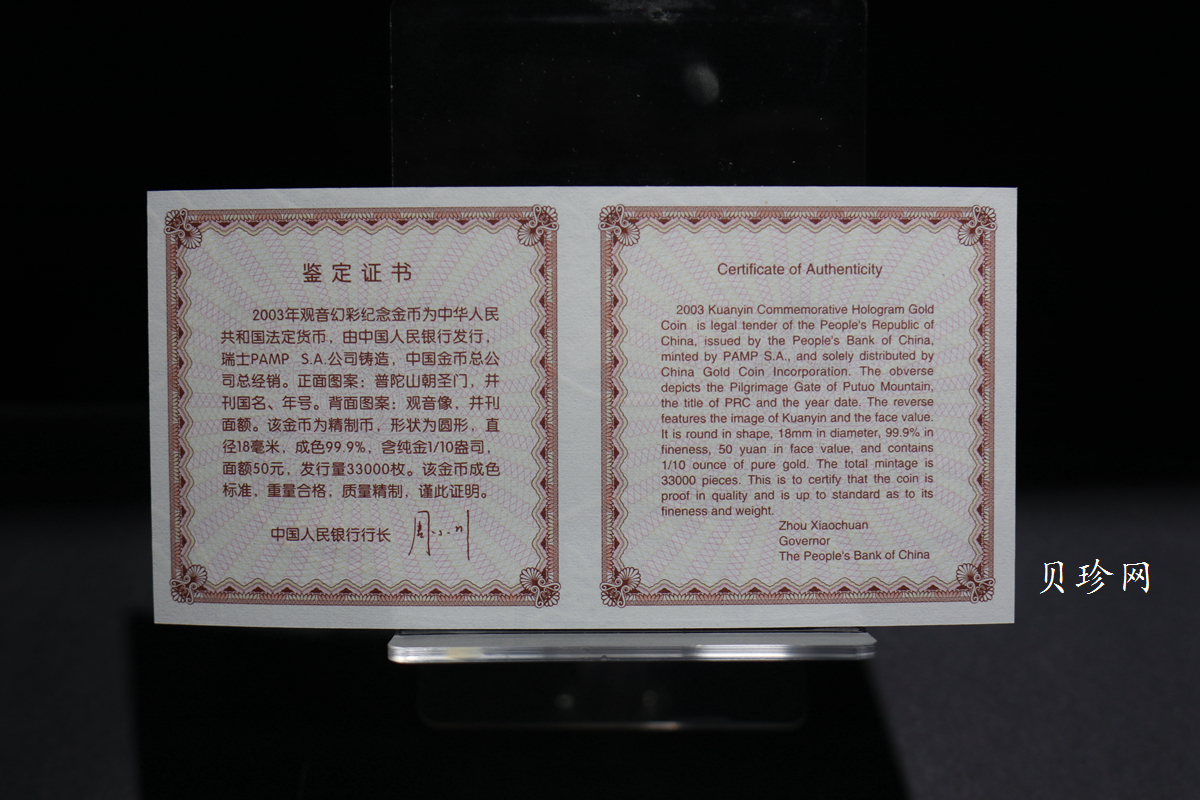 鉴定证书
2003年观音幻彩纪念金币为中华人民
共和国法定货币，由中国人民银行发行，
瑞士PAMP S.A.公司铸造，中国金币总公
司总经销。正面图案：普陀山朝圣门，并
刊国名、年号。背面图案：观音像，并刊
面额。该金币为精制币，形状为圆形，直
径18毫米，成色99.9%，含纯金1/10盎司，
面额50元，发行量33000枚。该金币成色
标准，重量合格，质量精制，谨此证明。
中国人民银行行长
Certificate of Authenticity
2003 Kuanyin Commemorative Hologram Gold
Coin is legal tender of the People's Republic of
China, issued by the People's Bank of China,
minted by PAMP S.A., and solely distributed by
China Gold Coin Incorporation. The obverse
depicts the Pilgrimage Gate of Putuo Mountain,
the title of PRC and the year date. The reverse
features the image of Kuanyin and the face value.
It is round in shape, 18mm in diameter, 99.9% in
fineness, 50 yuan in face value, and contains
1/10 ounce of pure gold. The total mintage is
33000 pieces. This is to certify that the coin is
proof in quality and is up to standard as to its
fineness and weight.
Zhou Xiaochuan
Governor
The People's Bank of China
贝珍网